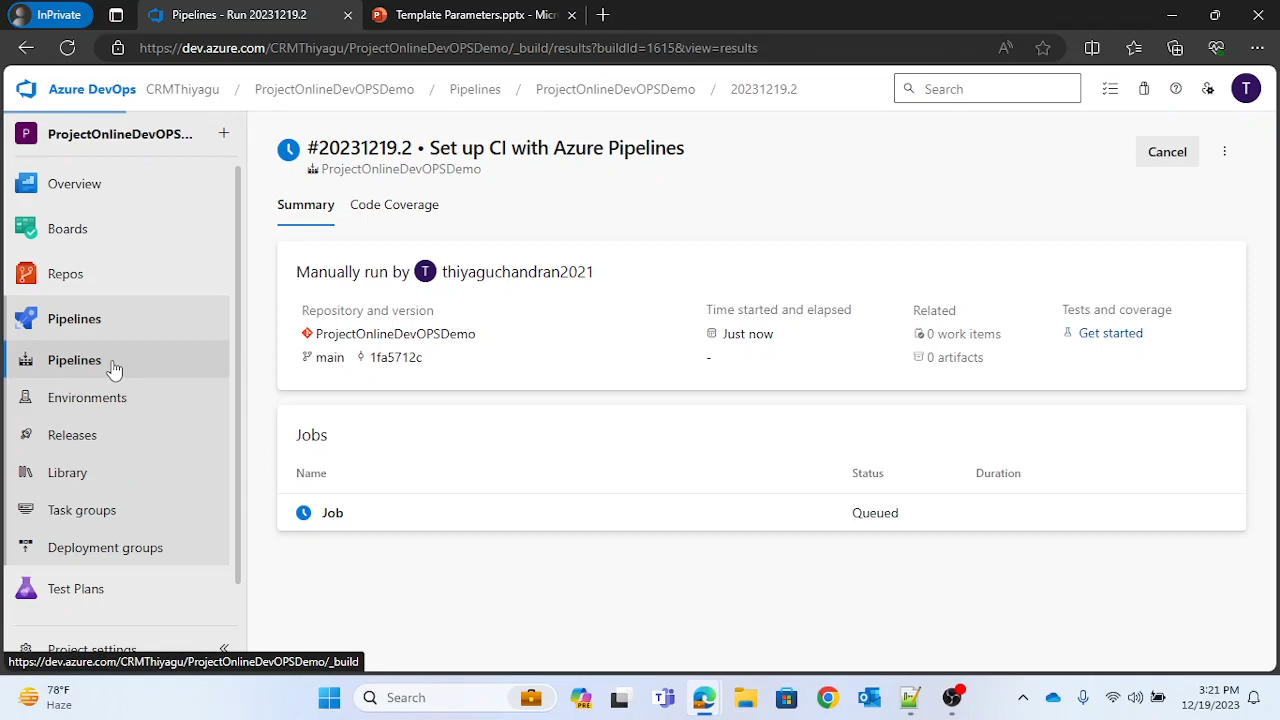 InPrivate
Pipelines - Run 20231219.2
Template Parameters.pptx - Micr
https://dev.azure.com/CRMThiyagu/ProjectOnlineDevOPSDemo/_build/results?buildId=1615&view=results
Azure DevOps CRMThiyagu / ProjectOnlineDevOPSDemo / Pipelines / ProjectOnlineDevOPSDemo / 20231219.2
Search
T
P ProjectOnlineDevOPS... +
Overview
Boards
Repos
Pipelines
Pipelines
Environments
Releases
Library
Task groups
Deployment groups
Test Plans
Project settings
https://dev.azure.com/CRMThiyagu/ProjectOnlineDevOPSDemo/_build
#20231219.2 • Set up CI with Azure Pipelines
ProjectOnlineDevOPSDemo
Cancel
Summary Code Coverage
Manually run by T thiyaguchandran2021
Repository and version Time started and elapsed Related Tests and coverage
ProjectOnlineDevOPSDemo Just now 0 work items Get started
main 1fa5712c - 0 artifacts
Jobs
Name Status Duration
Job Queued
78°F
Haze
Search
PRE
3:21 PM
12/19/2023